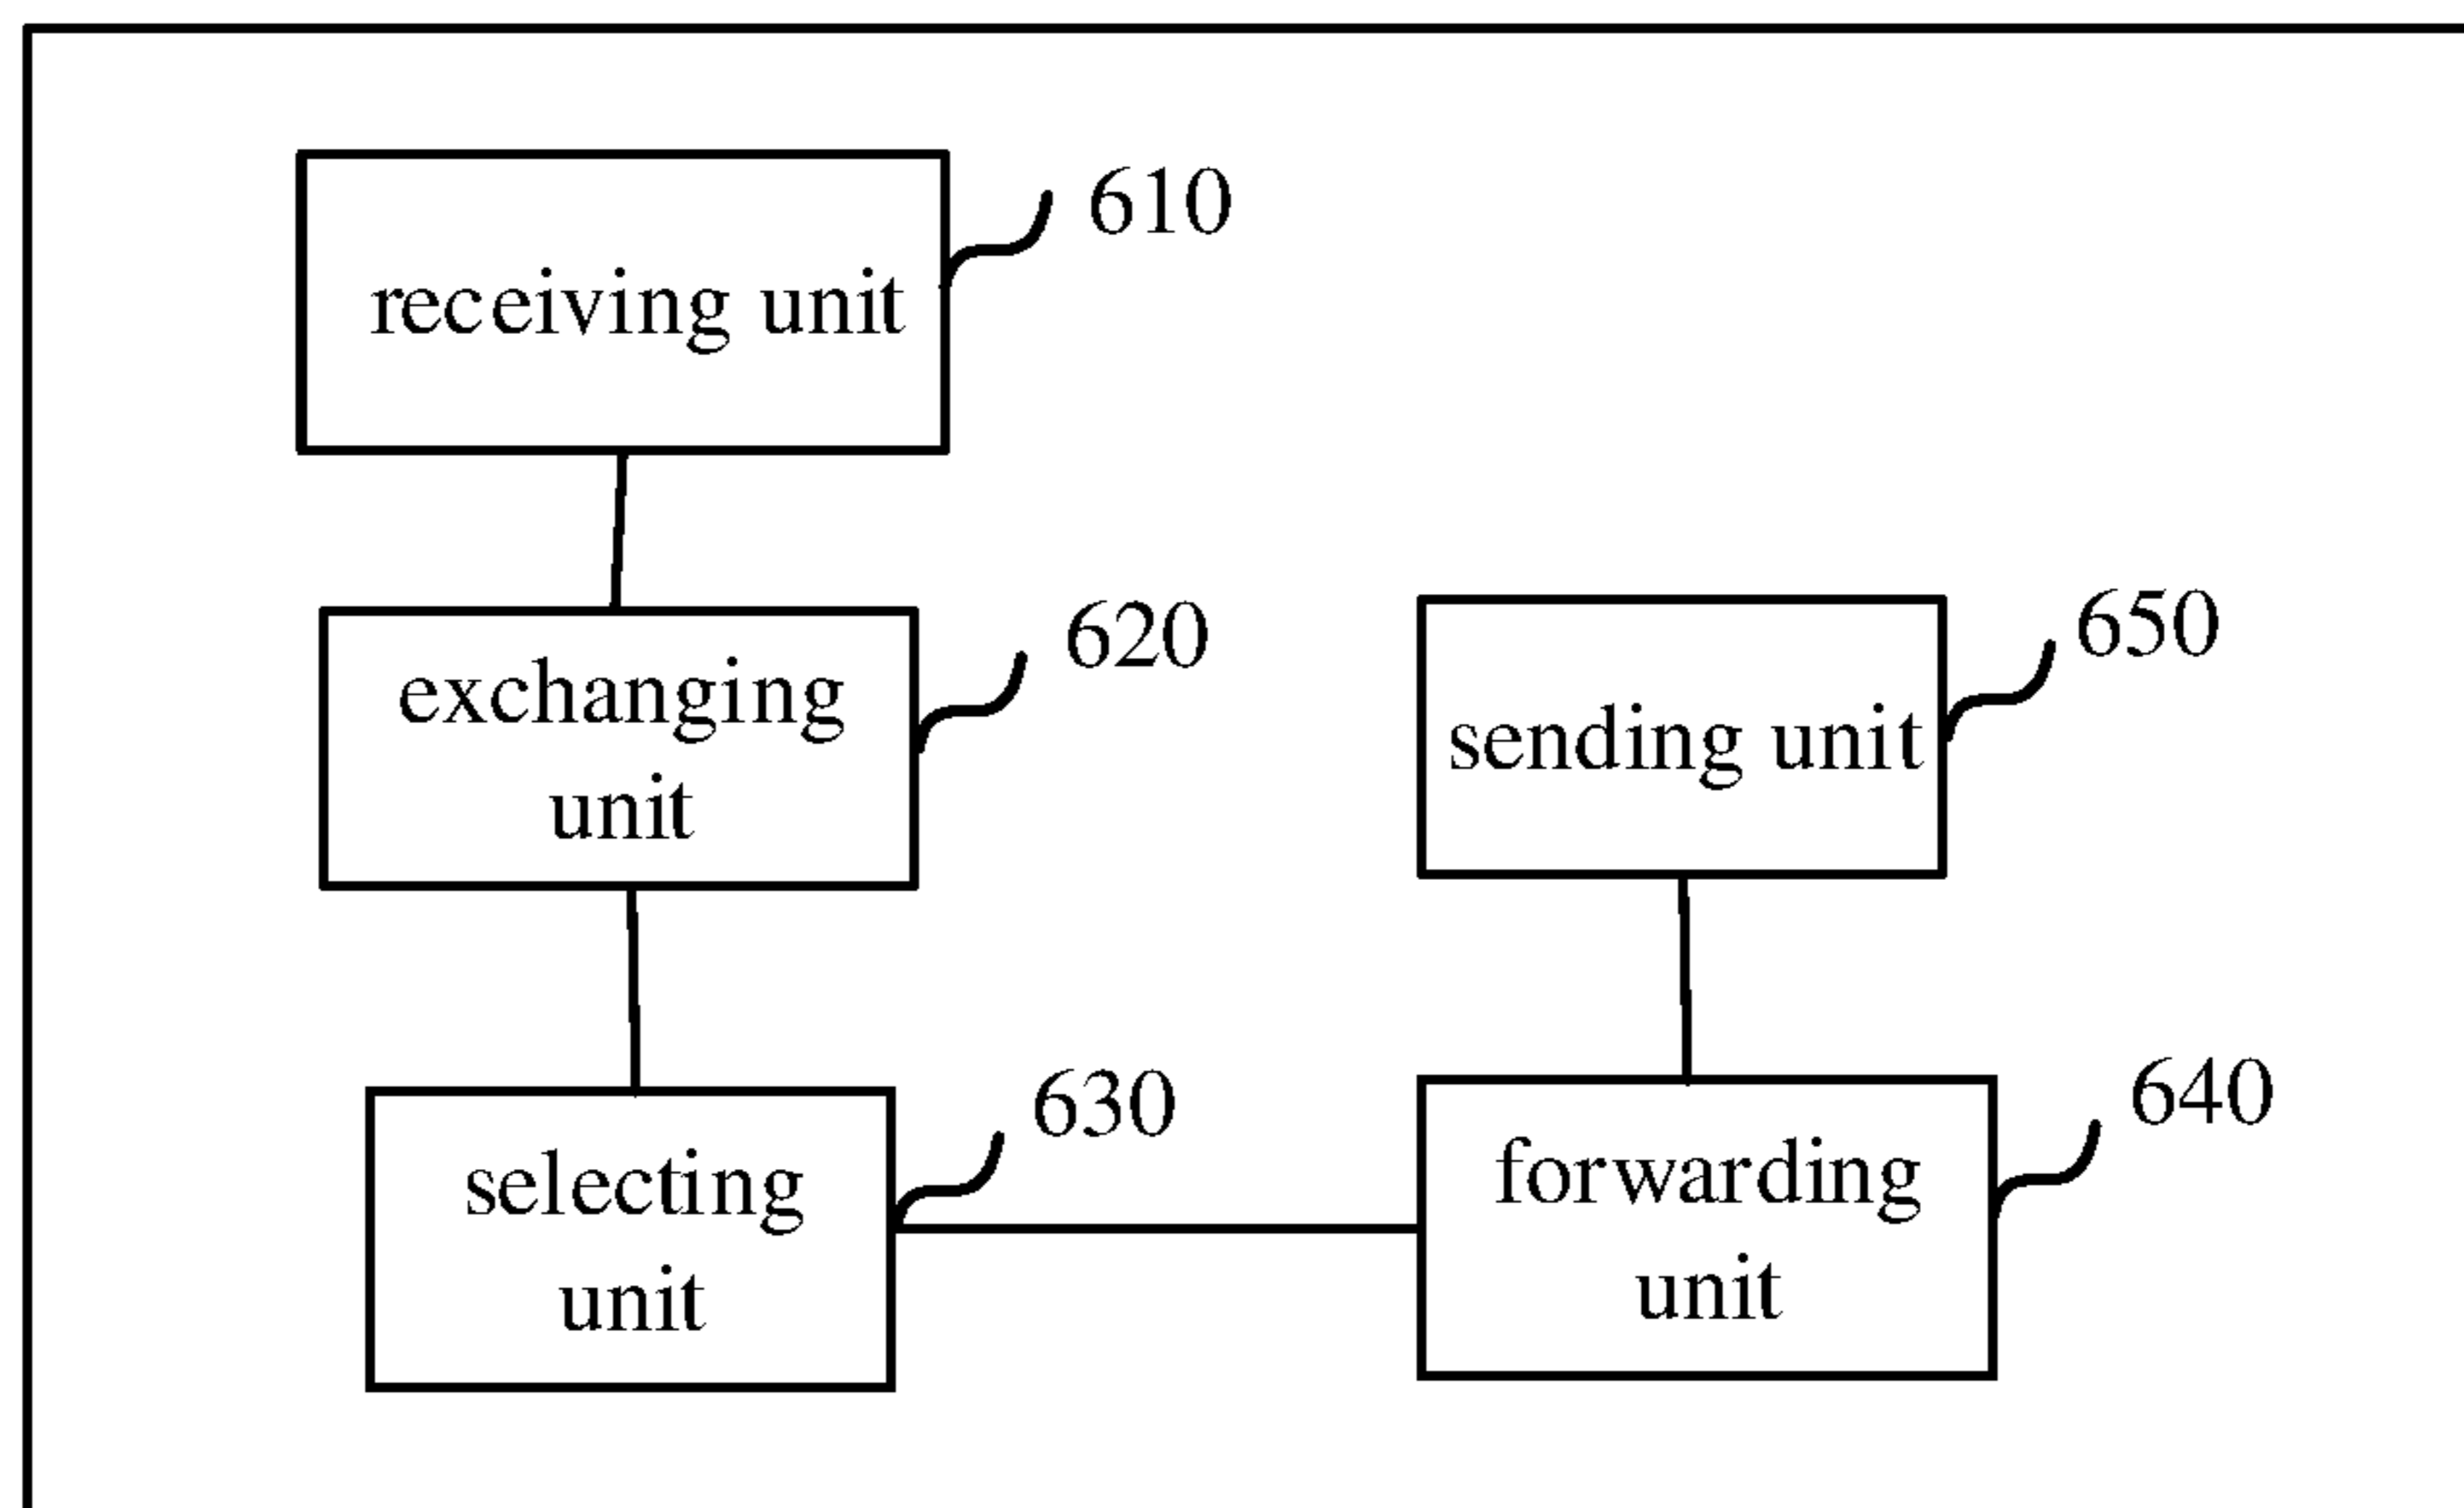 receiving unit
610
exchanging
unit
620
selecting
unit
630
sending unit
650
forwarding
unit
640